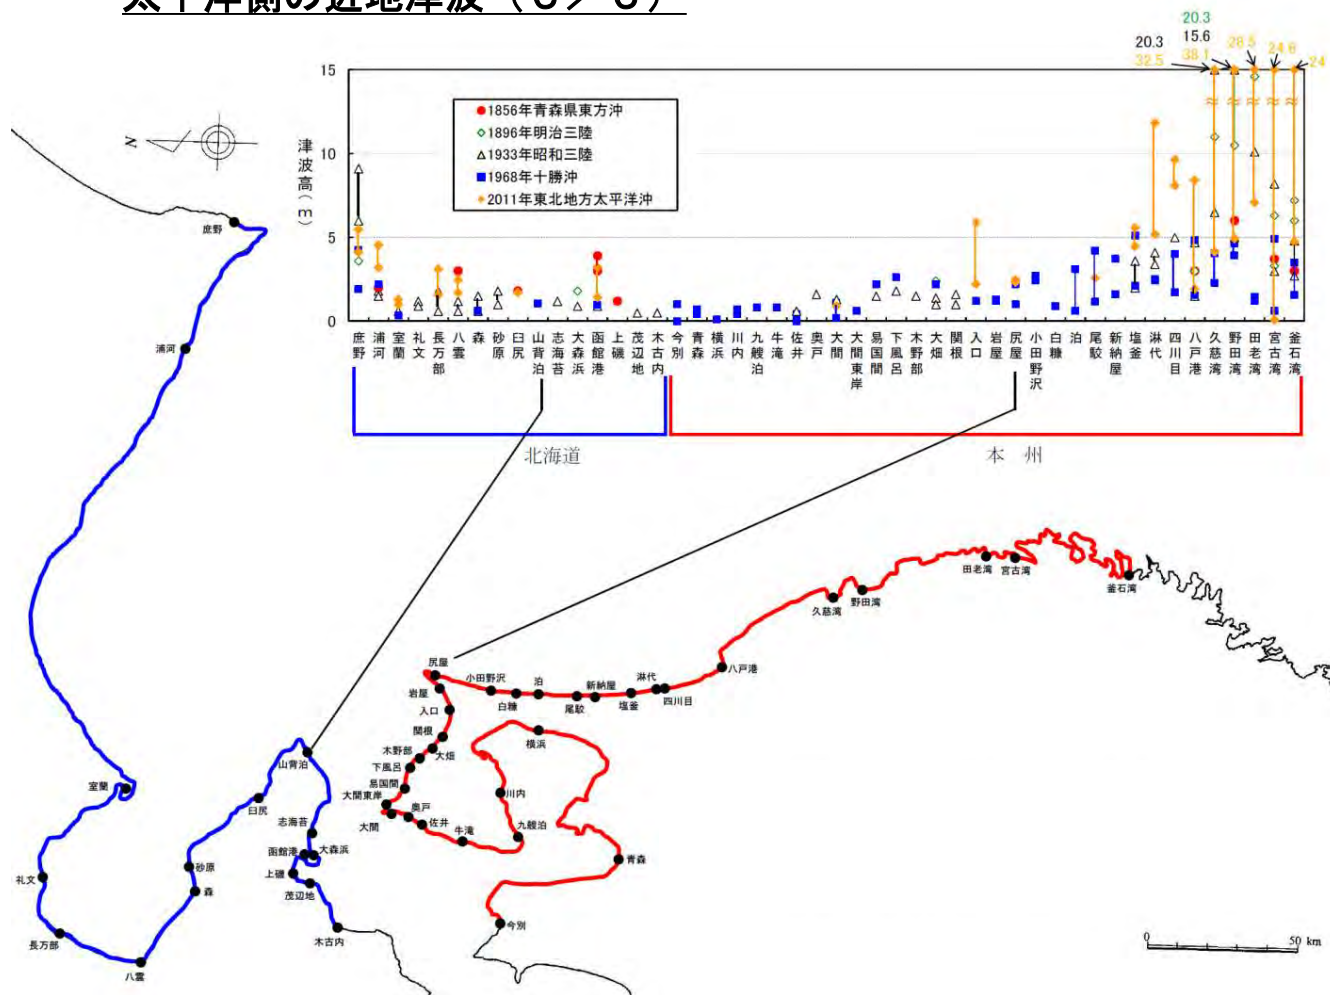 太平洋側の近地津波（３／３）
20.3
20.3
15.6
32.5
38.1
28.5
24.6
24
15
10
5
0
津波高(m)
1856年青森県東方沖
1896年明治三陸
1933年昭和三陸
1968年十勝沖
2011年東北地方太平洋沖
庶野
浦河
室蘭
礼文
長万部
八雲
森
砂原
臼尻
山背泊
志海苔
大森浜
函館港
上磯
茂辺地
木古内
今別
青森
横浜
川内
九艘泊
牛滝
佐井
奥戸
大間
大間東岸
易国間
下風呂
木野部
大畑
関根
入口
岩屋
尻屋
小田野沢
白糠
泊
尾駮
新納屋
塩釜
淋代
四川目
八戸港
久慈湾
野田湾
田老湾
宮古湾
釜石湾
北海道
本　州
N
庶野
浦河
室蘭
礼文
長万部
八雲
森
砂原
臼尻
山背泊
志海苔
函館港
大森浜
上磯
茂辺地
木古内
尻屋
岩屋
入口
関根
大畑
木野部
下風呂
易国間
大間東岸
大間
奥戸
佐井
牛滝
九艘泊
川内
横浜
青森
今別
小田野沢
白糠
泊
尾駮
新納屋
塩釜
淋代
四川目
八戸港
久慈湾
野田湾
田老湾
宮古湾
釜石湾
0
50 km